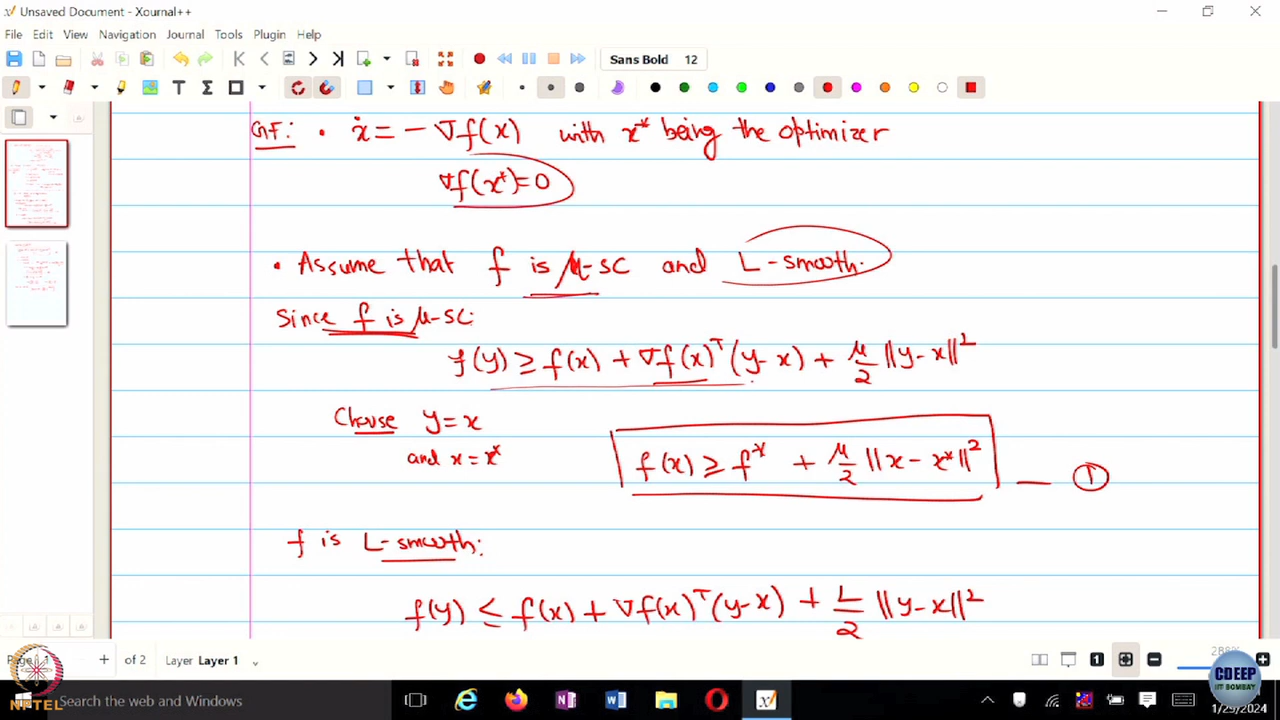 Unsaved Document - Xournal++
File Edit View Navigation Journal Tools Plugin Help
Sans Bold 12
GF: • ẋ = - ∇f(x) with x* being the optimizer
∇f(x*)=0
• Assume that f is μ-SC and L-smooth.
Since f is μ-SC:
f(y) ≥ f(x) + ∇f(x)ᵀ(y-x) + μ/2 ||y-x||²
Choose y=x
and x=x*
f(x) ≥ f* + μ/2 ||x-x*||² — ①
f is L-smooth:
f(y) ≤ f(x) + ∇f(x)ᵀ(y-x) + L/2 ||y-x||²
Page 1 of 2 Layer Layer 1
288%
NPTEL
Search the web and Windows
CDEEP
IIT BOMBAY
1/29/2024